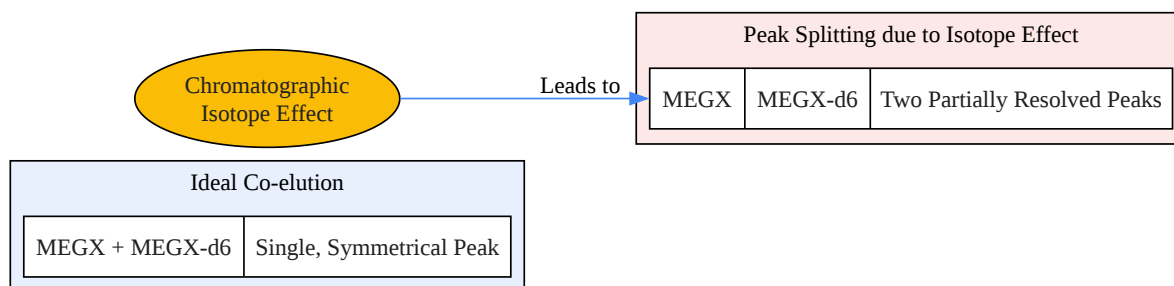 Peak Splitting due to Isotope Effect
Chromatographic
Isotope Effect
Leads to
MEGX
MEGX-d6
Two Partially Resolved Peaks
Ideal Co-elution
MEGX + MEGX-d6
Single, Symmetrical Peak